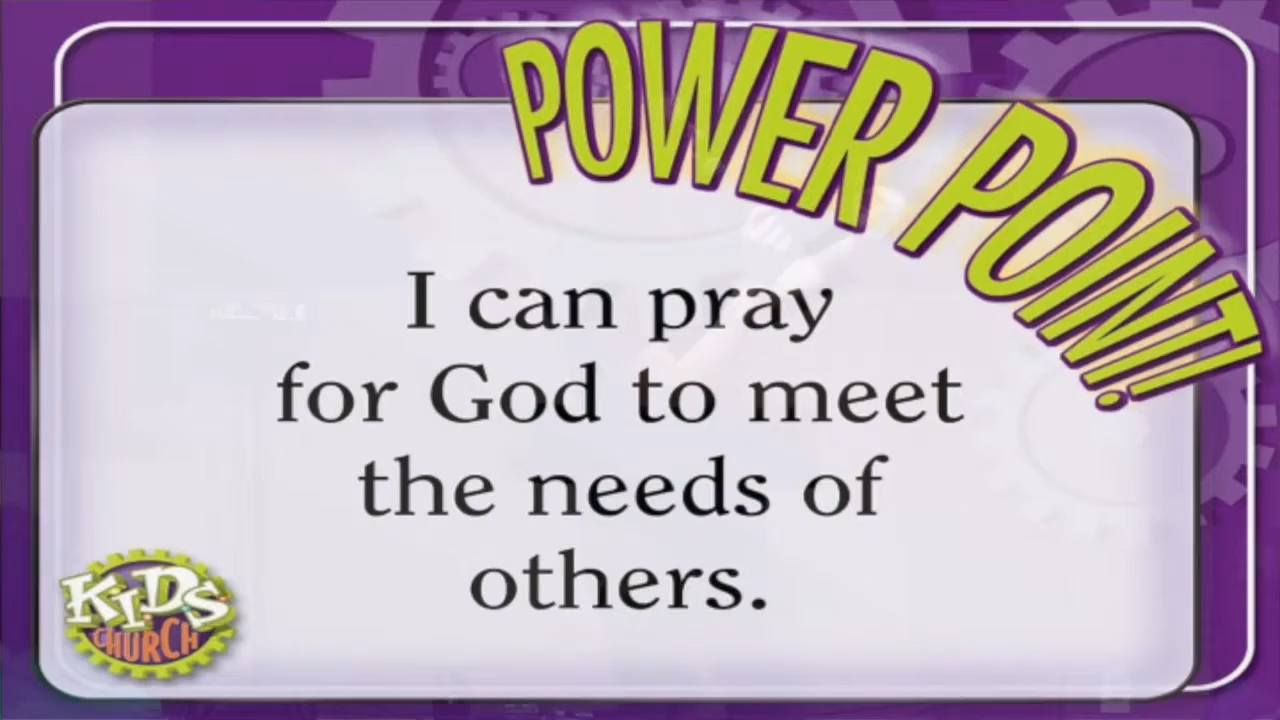 POWER POINT!
I can pray
for God to meet
the needs of
others.
KIDS
CHURCH